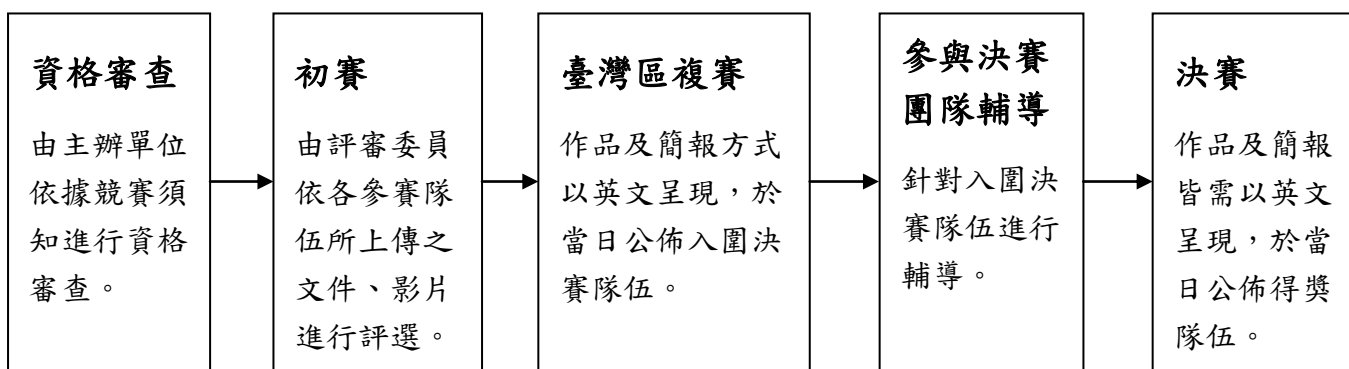 資格審查
由主辦單位
依據競賽須
知進行資格
審查。
初賽
由評審委員
依各參賽隊
伍所上傳之
文件、影片
進行評選。
臺灣區複賽
作品及簡報方式
以英文呈現，於
當日公佈入圍決
賽隊伍。
參與決賽
團隊輔導
針對入圍決
賽隊伍進行
輔導。
決賽
作品及簡報
皆需以英文
呈現，於當
日公佈得獎
隊伍。